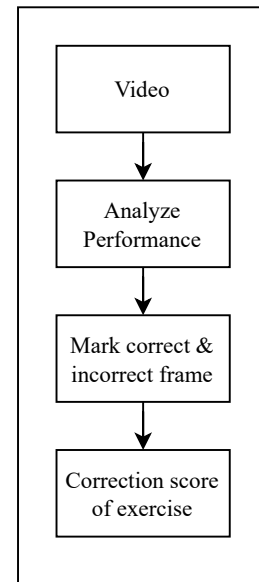 Video
Analyze
Performance
Mark correct &
incorrect frame
Correction score
of exercise